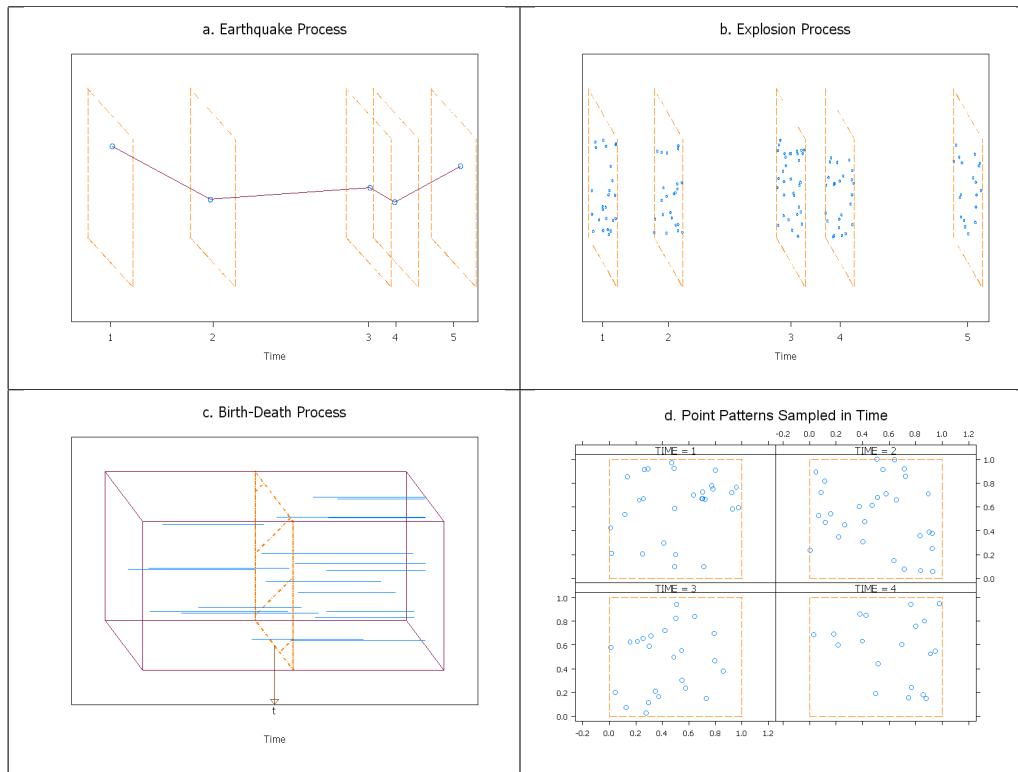 a. Earthquake Process
1 2 3 4 5
Time
b. Explosion Process
1 2 3 4 5
Time
c. Birth-Death Process
t
Time
d. Point Patterns Sampled in Time
-0.2 0.0 0.2 0.4 0.6 0.8 1.0 1.2
TIME = 1
TIME = 2
1.0
0.8
0.6
0.4
0.2
0.0
TIME = 3
TIME = 4
1.0
0.8
0.6
0.4
0.2
0.0
-0.2 0.0 0.2 0.4 0.6 0.8 1.0 1.2